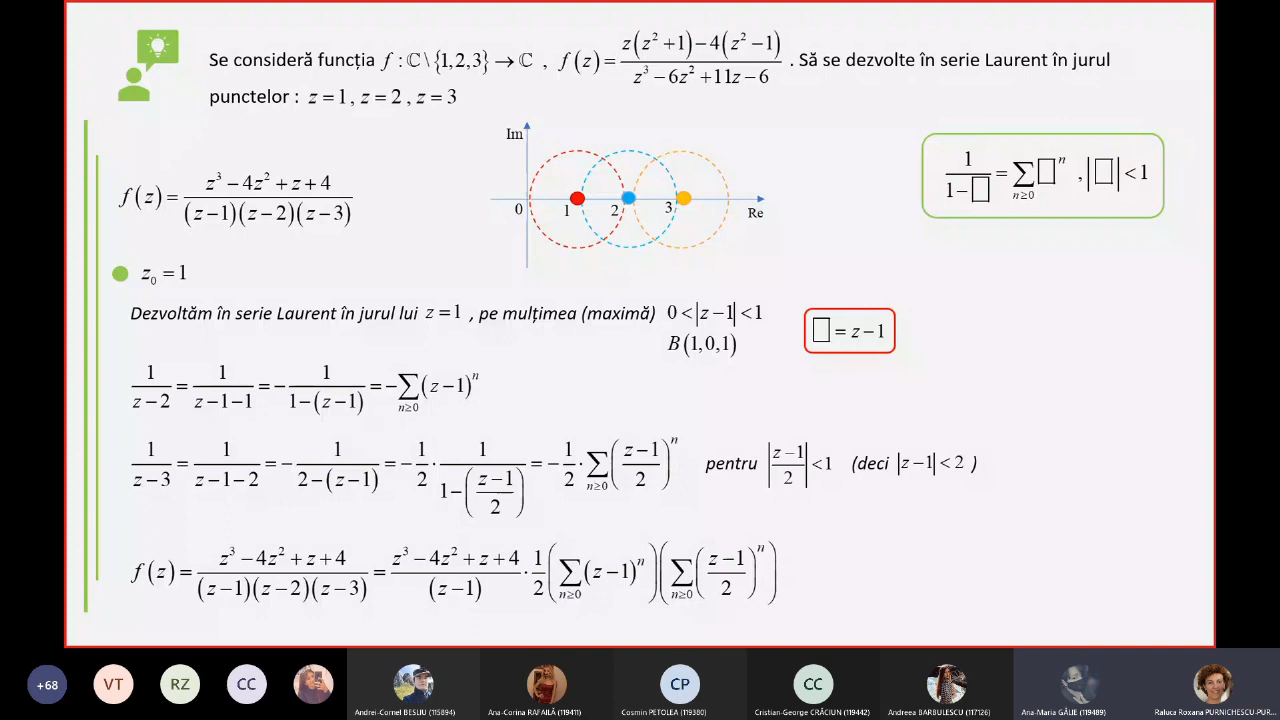 Se consideră funcția f : ℂ \ {1,2,3} → ℂ , f(z) = (z(z²+1)−4(z²−1))/(z³−6z²+11z−6) . Să se dezvolte în serie Laurent în jurul
punctelor : z = 1 , z = 2 , z = 3
Im
0 1 2 3 Re
1/(1−□) = ∑_{n≥0} □ⁿ , |□| < 1
f(z) = (z³−4z²+z+4)/((z−1)(z−2)(z−3))
z₀ = 1
Dezvoltăm în serie Laurent în jurul lui z = 1 , pe mulțimea (maximă) 0 < |z−1| < 1
B(1,0,1)
□ = z−1
1/(z−2) = 1/(z−1−1) = − 1/(1−(z−1)) = −∑_{n≥0} (z−1)ⁿ
1/(z−3) = 1/(z−1−2) = − 1/(2−(z−1)) = − 1/2 · 1/(1−((z−1)/2)) = − 1/2 · ∑_{n≥0} ((z−1)/2)ⁿ pentru |(z−1)/2| < 1 (deci |z−1| < 2 )
f(z) = (z³−4z²+z+4)/((z−1)(z−2)(z−3)) = (z³−4z²+z+4)/(z−1) · 1/2 (∑_{n≥0} (z−1)ⁿ)(∑_{n≥0} ((z−1)/2)ⁿ)
+68 VT RZ CC CP CC
Andrei-Cornel BESLIU (115894) Ana-Corina RAFAILĂ (119411) Cosmin PETOLEA (119380) Cristian-George CRĂCIUN (119442) Andreea BARBULESCU (117126) Ana-Maria GÂLIE (119489) Raluca Roxana PURNICHESCU-PUR...